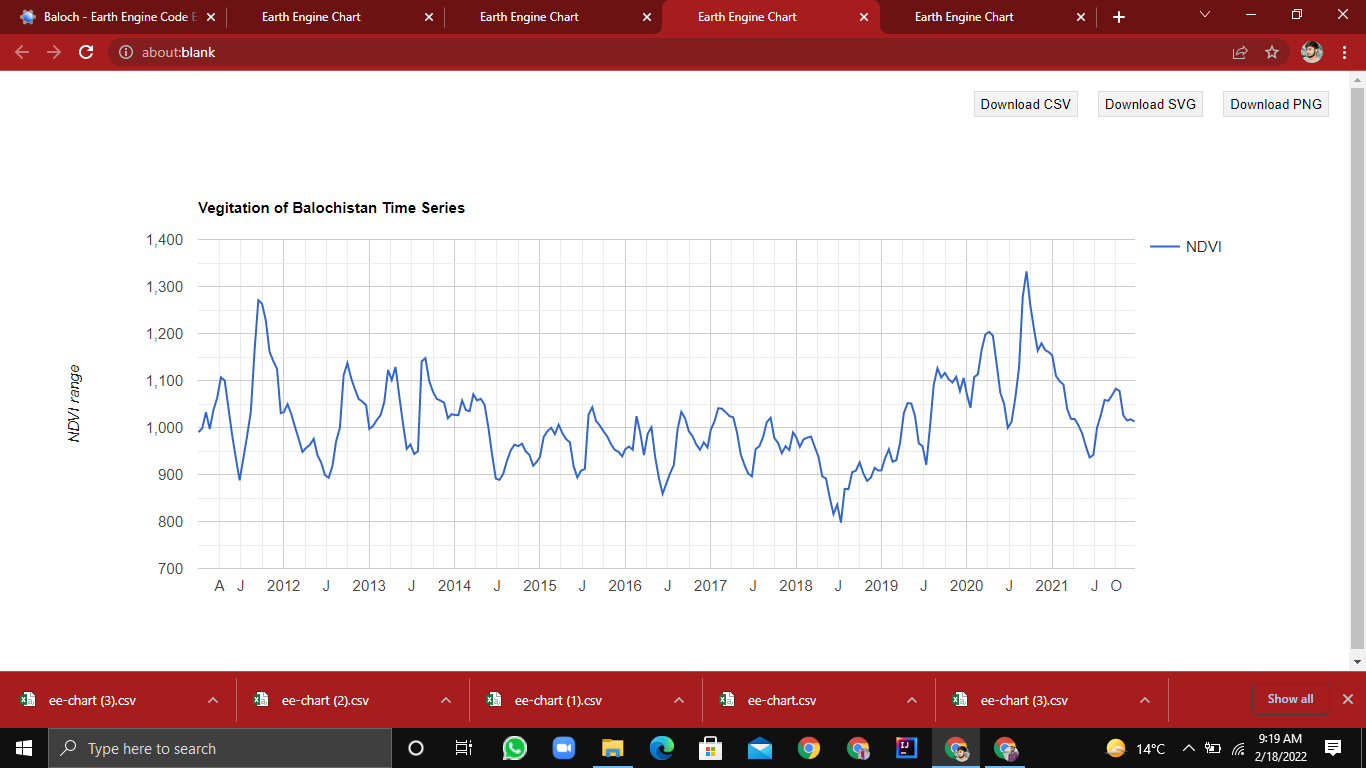 Baloch - Earth Engine Code E
Earth Engine Chart
Earth Engine Chart
Earth Engine Chart
Earth Engine Chart
about:blank
Download CSV
Download SVG
Download PNG
Vegitation of Balochistan Time Series
1,400
1,300
1,200
1,100
1,000
900
800
700
NDVI range
NDVI
A J 2012 J 2013 J 2014 J 2015 J 2016 J 2017 J 2018 J 2019 J 2020 J 2021 J O
ee-chart (3).csv
ee-chart (2).csv
ee-chart (1).csv
ee-chart.csv
ee-chart (3).csv
Show all
Type here to search
14°C
9:19 AM
2/18/2022